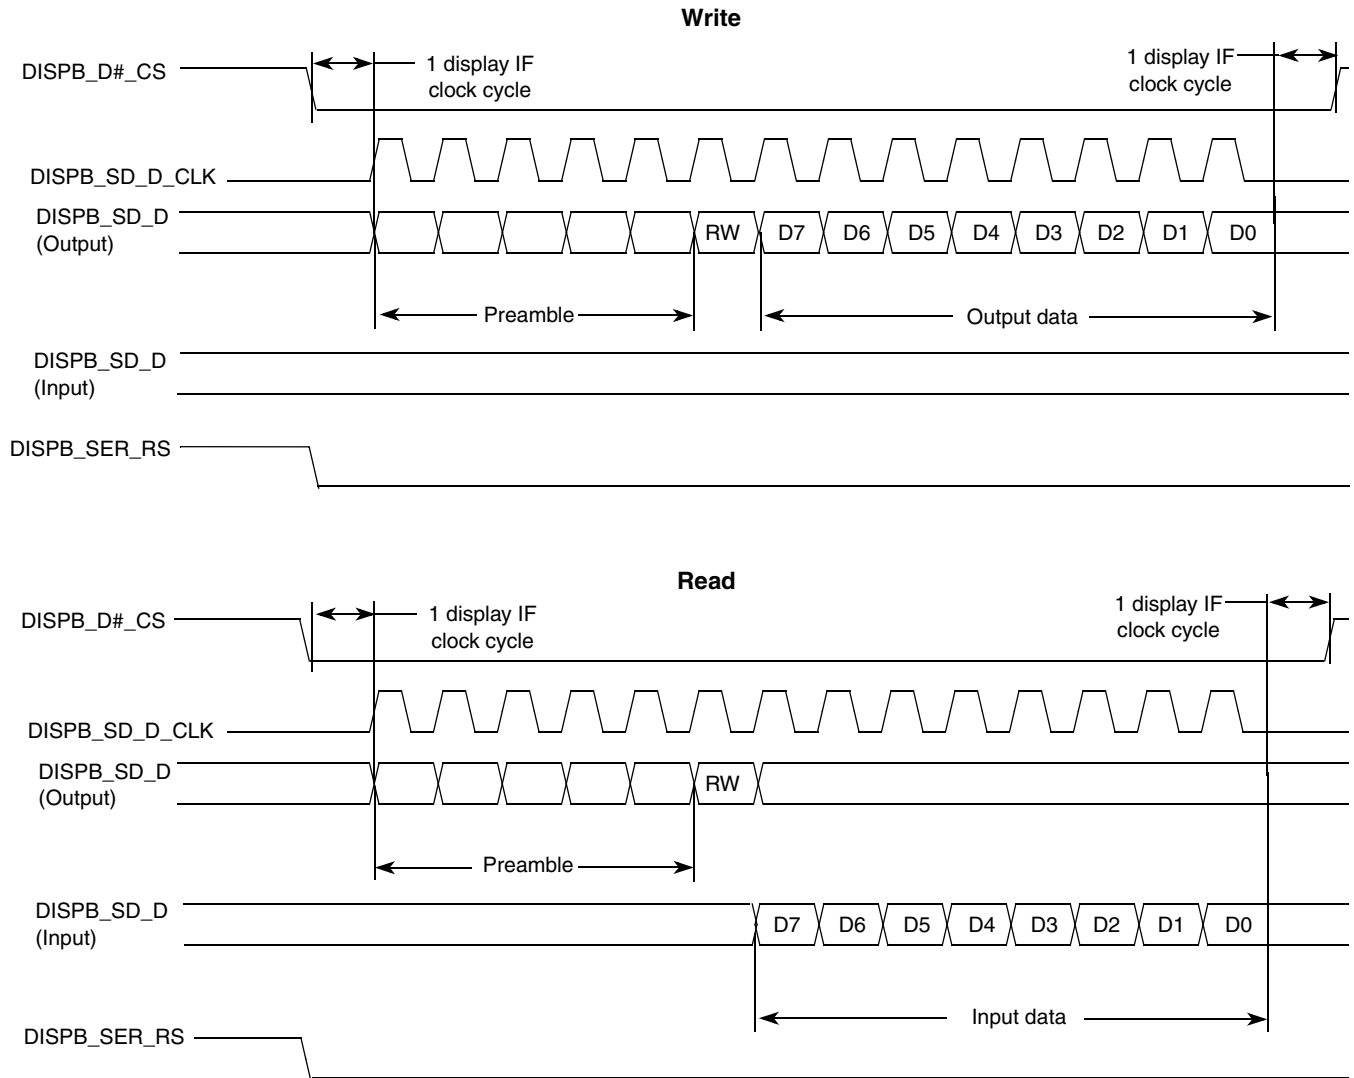 Write
DISPB_D#_CS
1 display IF
clock cycle
1 display IF
clock cycle
DISPB_SD_D_CLK
DISPB_SD_D
(Output)
RW D7 D6 D5 D4 D3 D2 D1 D0
Preamble
Output data
DISPB_SD_D
(Input)
DISPB_SER_RS
Read
DISPB_D#_CS
1 display IF
clock cycle
1 display IF
clock cycle
DISPB_SD_D_CLK
DISPB_SD_D
(Output)
RW
Preamble
DISPB_SD_D
(Input)
D7 D6 D5 D4 D3 D2 D1 D0
Input data
DISPB_SER_RS